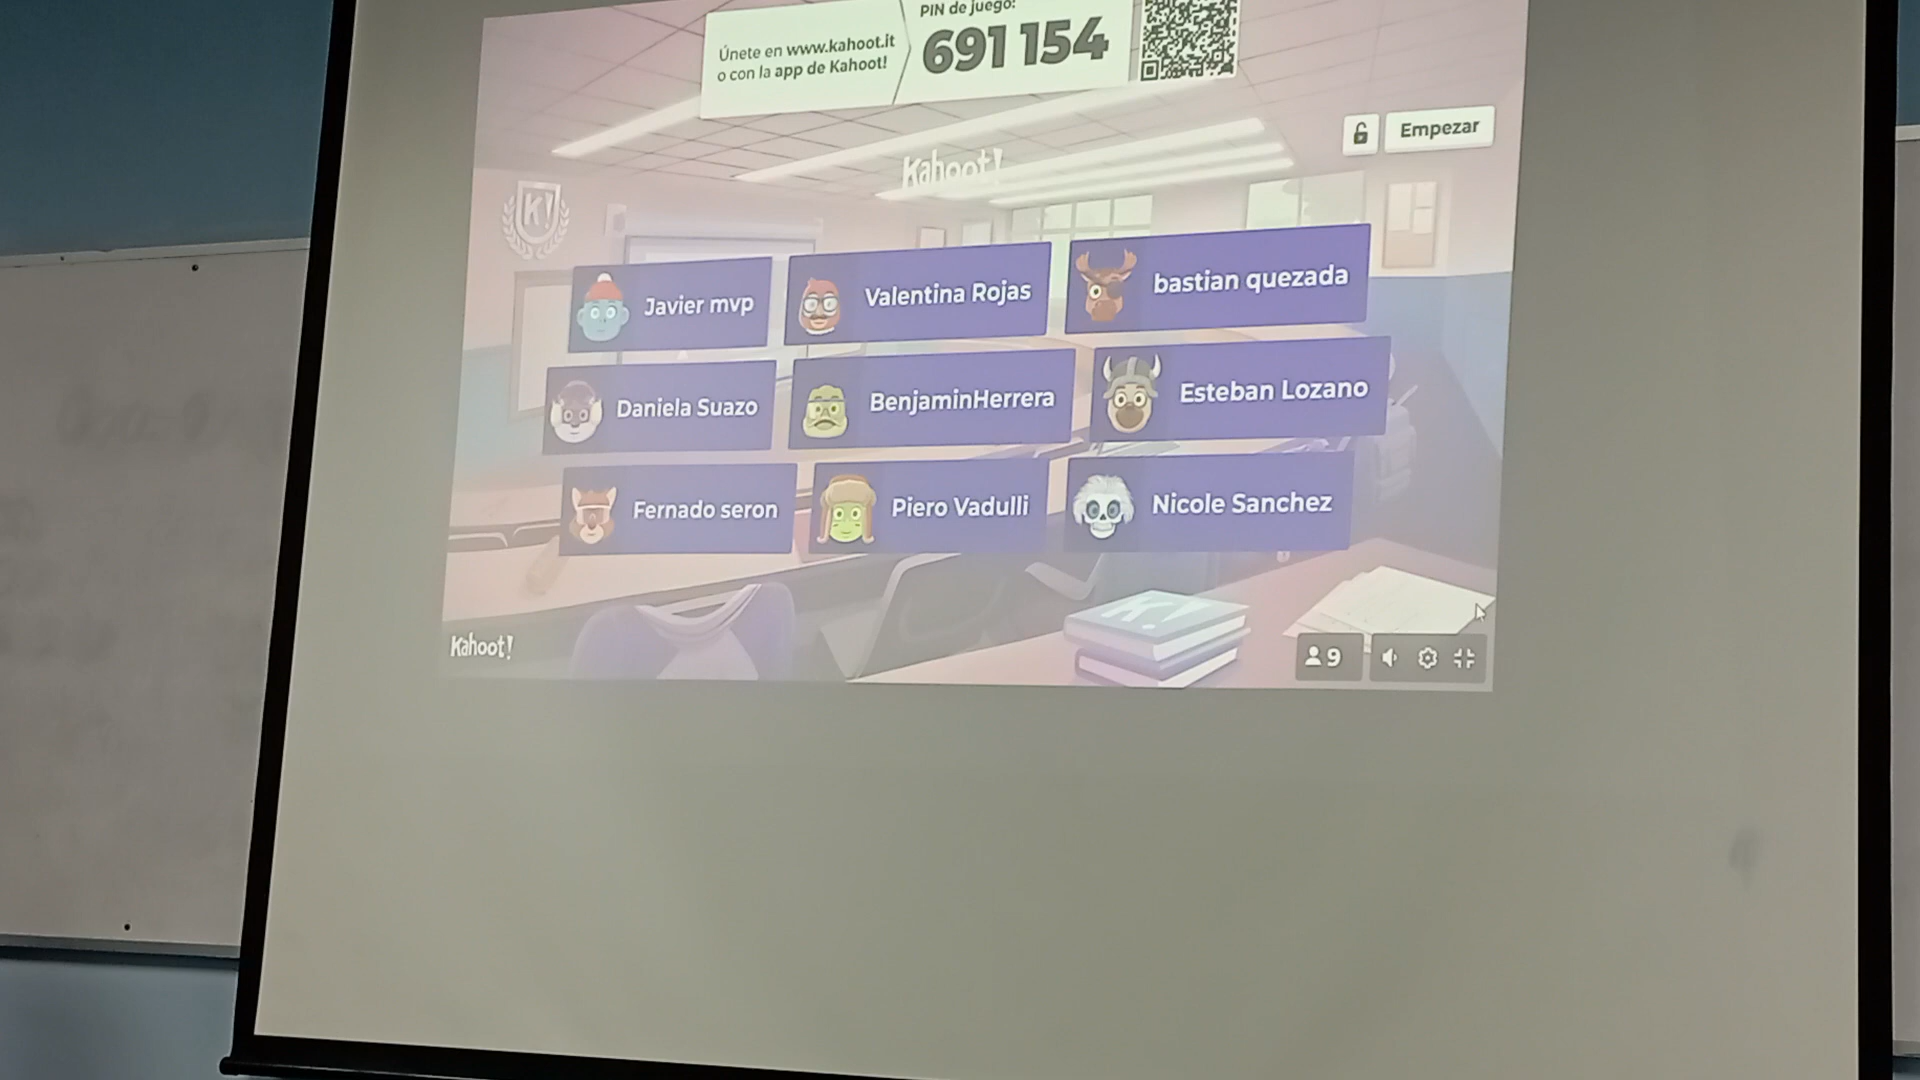 PIN de juego:
Únete en www.kahoot.it
o con la app de Kahoot!
691 154
Empezar
Kahoot!
K!
Javier mvp
Valentina Rojas
bastian quezada
Daniela Suazo
BenjaminHerrera
Esteban Lozano
Fernado seron
Piero Vadulli
Nicole Sanchez
K!
Kahoot!
9